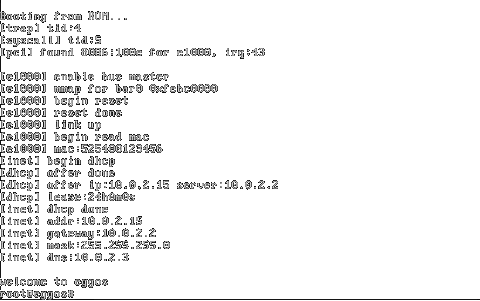 Booting from ROM...
[trap] tid:4
[syscall] tid:5
[pci] found 8086:100e for e1000, irq:43
[e1000] enable bus master
[e1000] mmap for bar0 0xfebc0000
[e1000] begin reset
[e1000] reset done
[e1000] link up
[e1000] begin read mac
[e1000] mac:525400123456
[inet] begin dhcp
[dhcp] offer done
[dhcp] offer ip:10.0.2.15 server:10.0.2.2
[dhcp] lease:24h0m0s
[inet] dhcp done
[inet] addr:10.0.2.15
[inet] gateway:10.0.2.2
[inet] mask:255.255.255.0
[inet] dns:10.0.2.3
welcome to eggos
root@eggos#